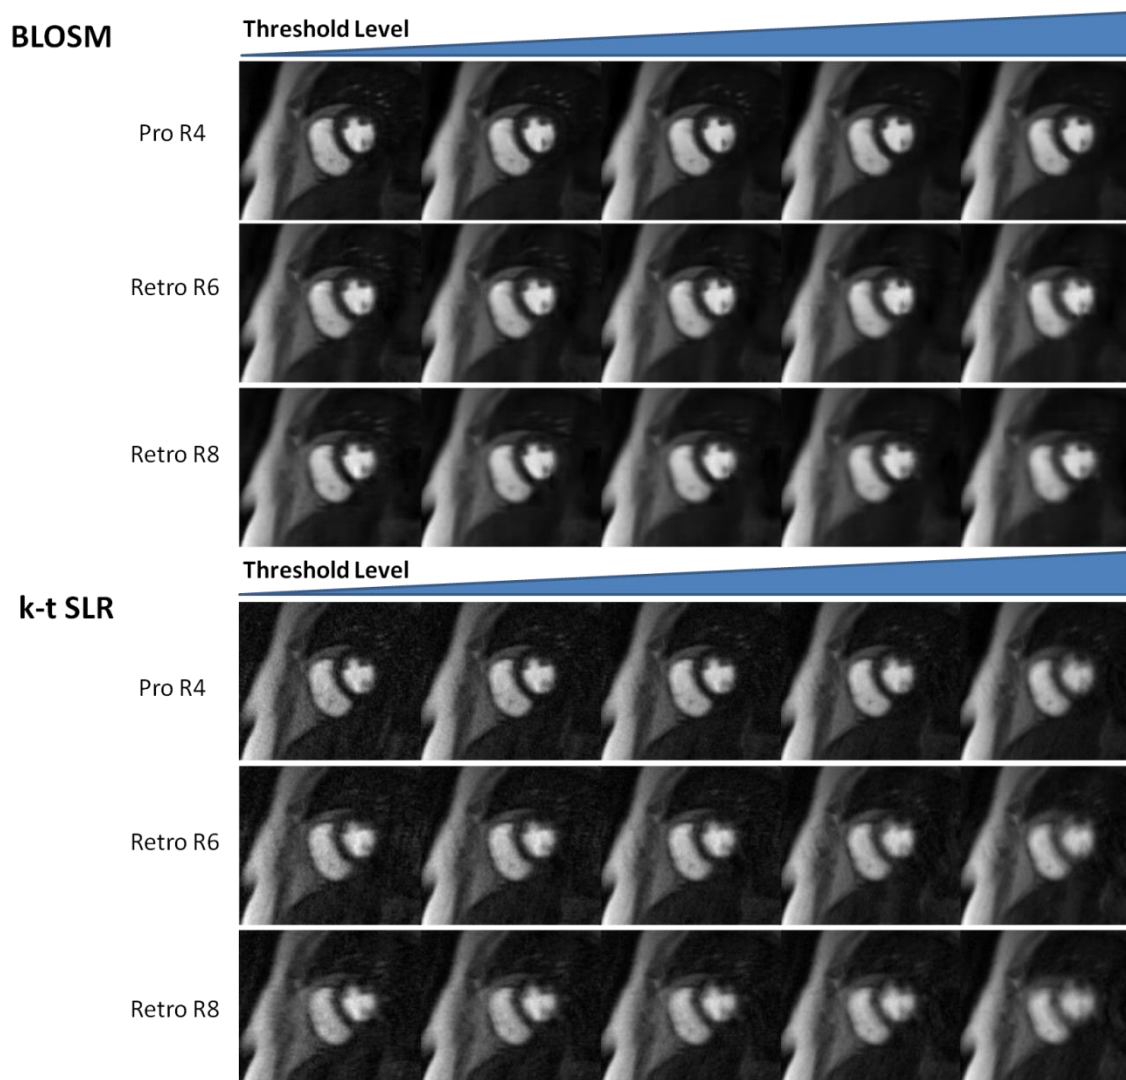 BLOSM
Threshold Level
Pro R4
Retro R6
Retro R8
Threshold Level
k-t SLR
Pro R4
Retro R6
Retro R8